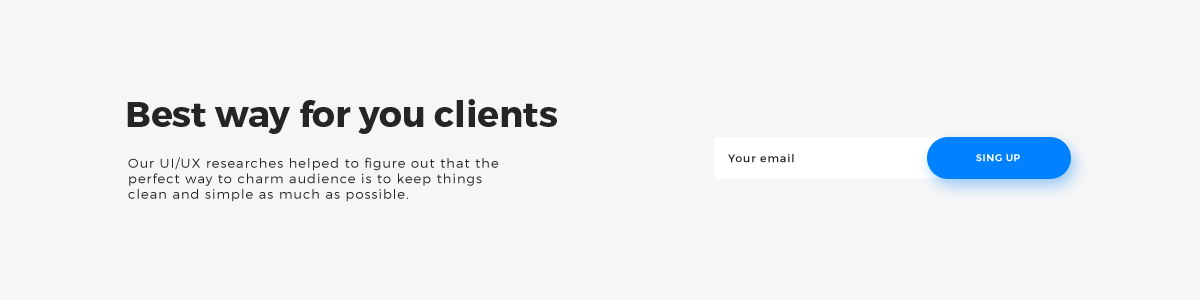 Best way for you clients
Our UI/UX researches helped to figure out that the
perfect way to charm audience is to keep things
clean and simple as much as possible.
Your email
SING UP